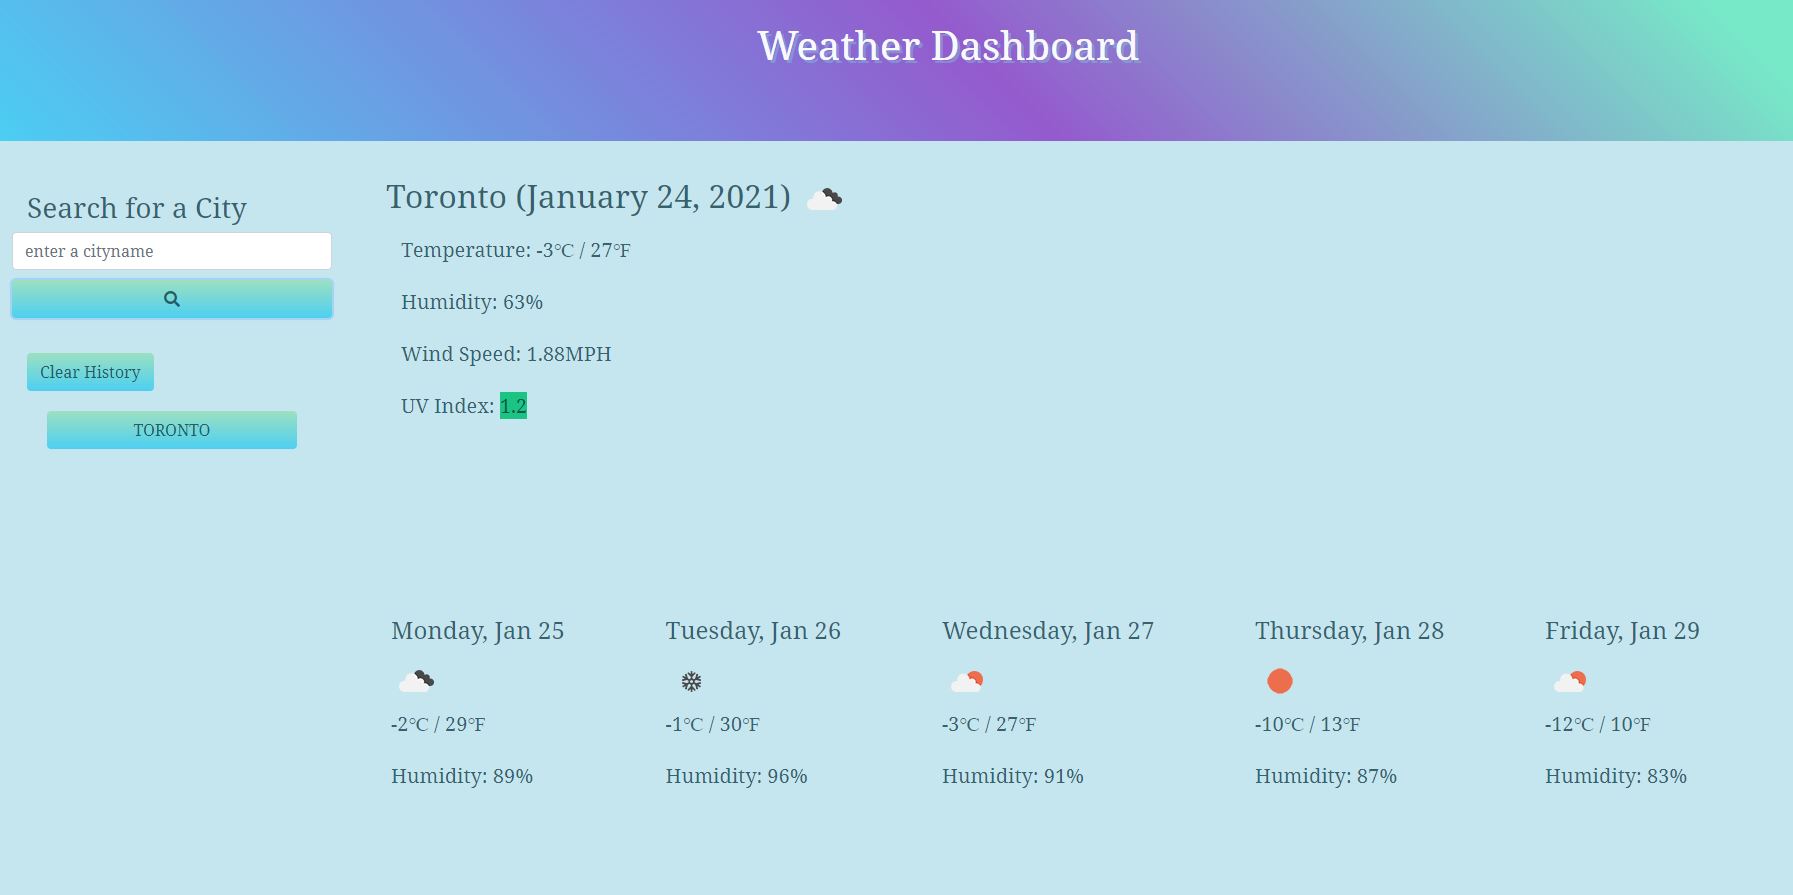 Weather Dashboard
Search for a City
enter a cityname
Clear History
TORONTO
Toronto (January 24, 2021)
Temperature: -3°C / 27°F
Humidity: 63%
Wind Speed: 1.88MPH
UV Index: 1.2
Monday, Jan 25
-2°C / 29°F
Humidity: 89%
Tuesday, Jan 26
-1°C / 30°F
Humidity: 96%
Wednesday, Jan 27
-3°C / 27°F
Humidity: 91%
Thursday, Jan 28
-10°C / 13°F
Humidity: 87%
Friday, Jan 29
-12°C / 10°F
Humidity: 83%